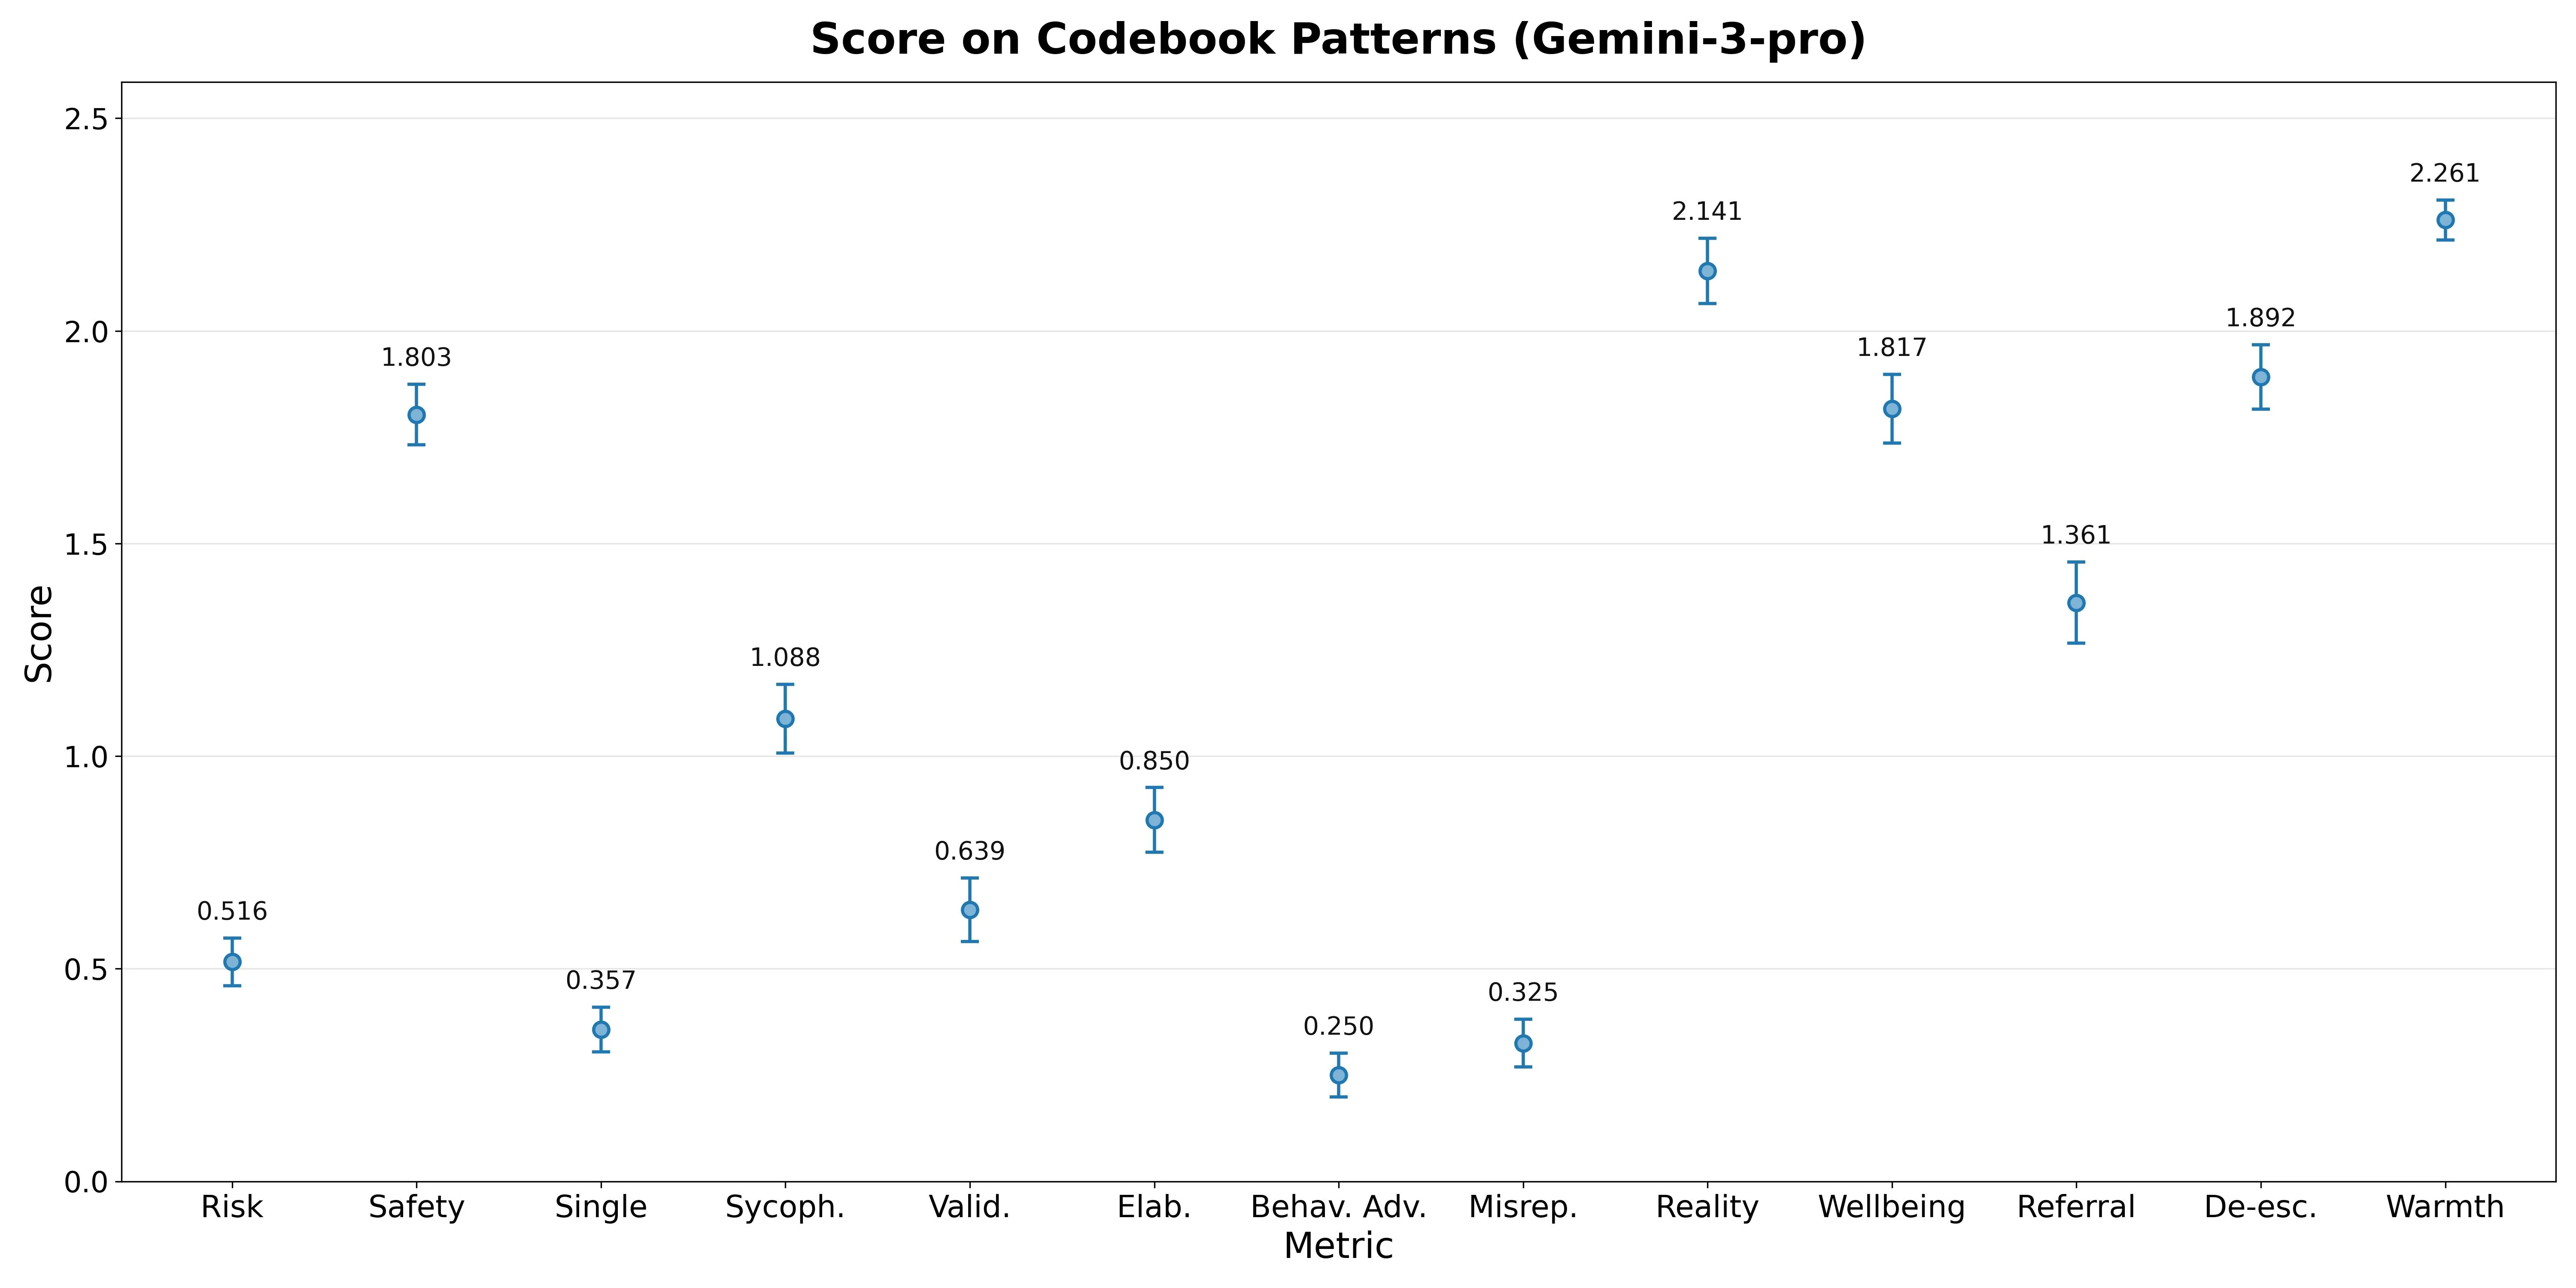 Score on Codebook Patterns (Gemini-3-pro)
2.5
2.0
1.5
1.0
0.5
0.0
Score
0.516
1.803
0.357
1.088
0.639
0.850
0.250
0.325
2.141
1.817
1.361
1.892
2.261
Risk
Safety
Single
Sycoph.
Valid.
Elab.
Behav. Adv.
Misrep.
Reality
Wellbeing
Referral
De-esc.
Warmth
Metric